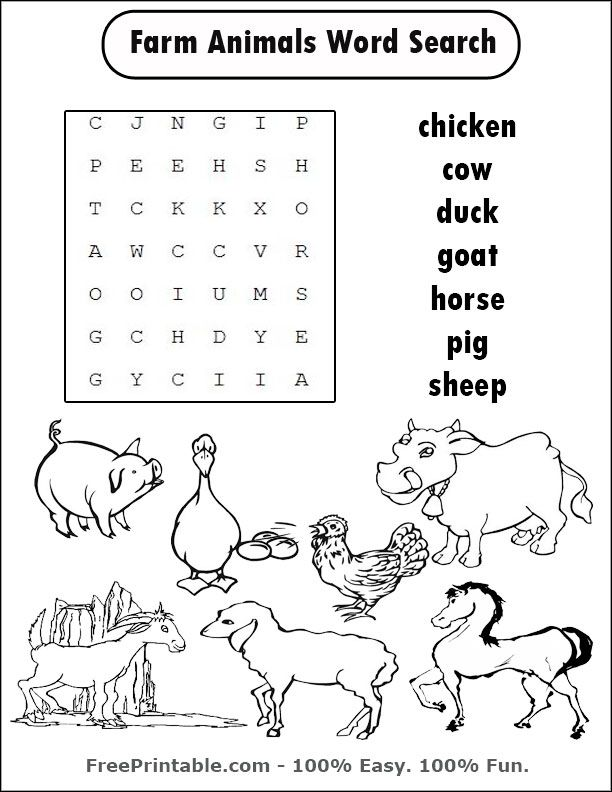 Farm Animals Word Search
C J N G I P
P E E H S H
T C K K X O
A W C C V R
O O I U M S
G C H D Y E
G Y C I I A
chicken
cow
duck
goat
horse
pig
sheep
FreePrintable.com - 100% Easy. 100% Fun.